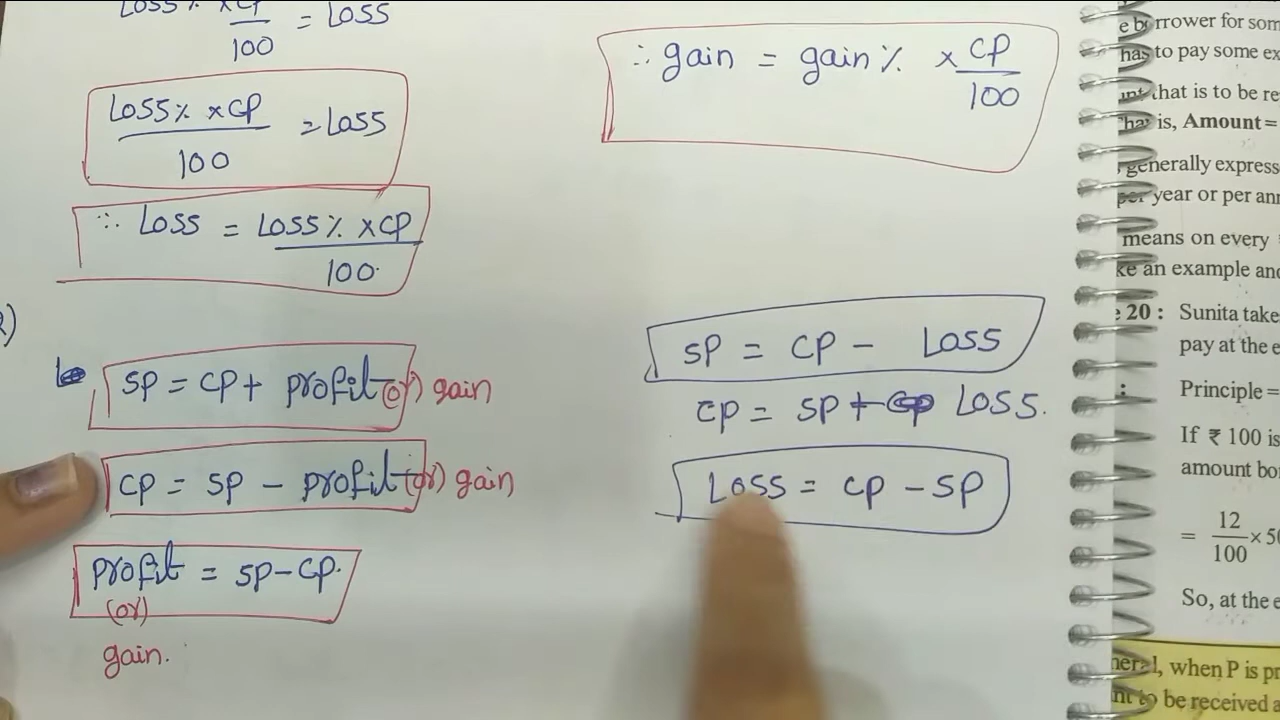 LOSS % × CP / 100 = LOSS
LOSS % × CP / 100 = LOSS
∴ LOSS = LOSS % × CP / 100.
SP = CP + profit (or) gain
CP = SP - profit (or) gain
profit = SP - CP.
(or)
gain.
∴ gain = gain % × CP / 100
SP = CP - LOSS
CP = SP + LOSS.
LOSS = CP - SP
rrower for som
has to pay some ex
that is to be re
is, Amount =
generally express
year or per ann
means on every
an example and
20 : Sunita take
pay at the e
: Principle =
If ₹ 100 is
amount bo
= 12/100 × 50
So, at the e
, when P is pr
to be received a